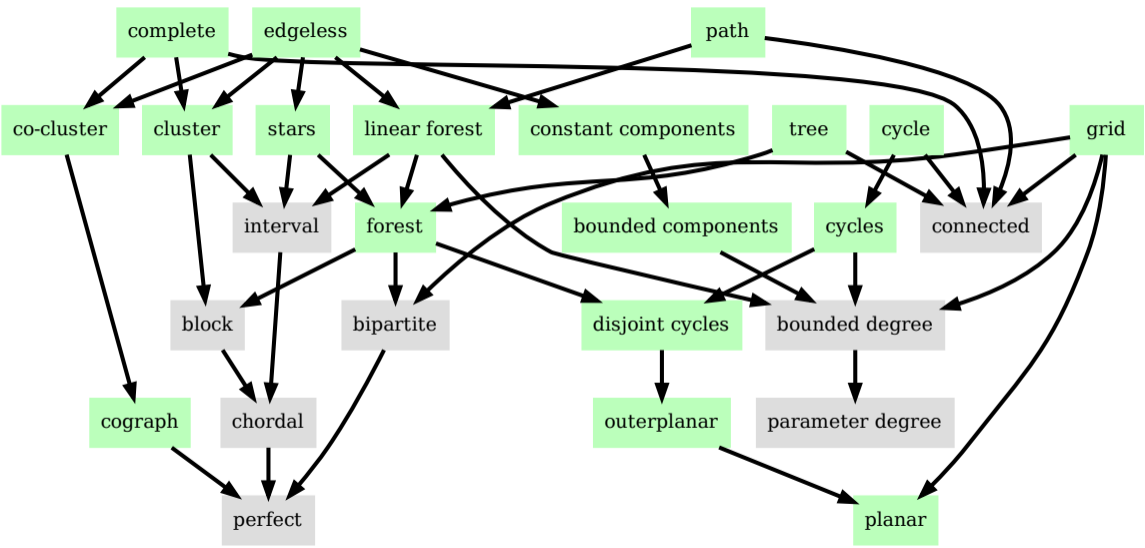 complete
edgeless
path
co-cluster
cluster
stars
linear forest
constant components
tree
cycle
grid
interval
forest
bounded components
cycles
connected
block
bipartite
disjoint cycles
bounded degree
cograph
chordal
outerplanar
parameter degree
perfect
planar